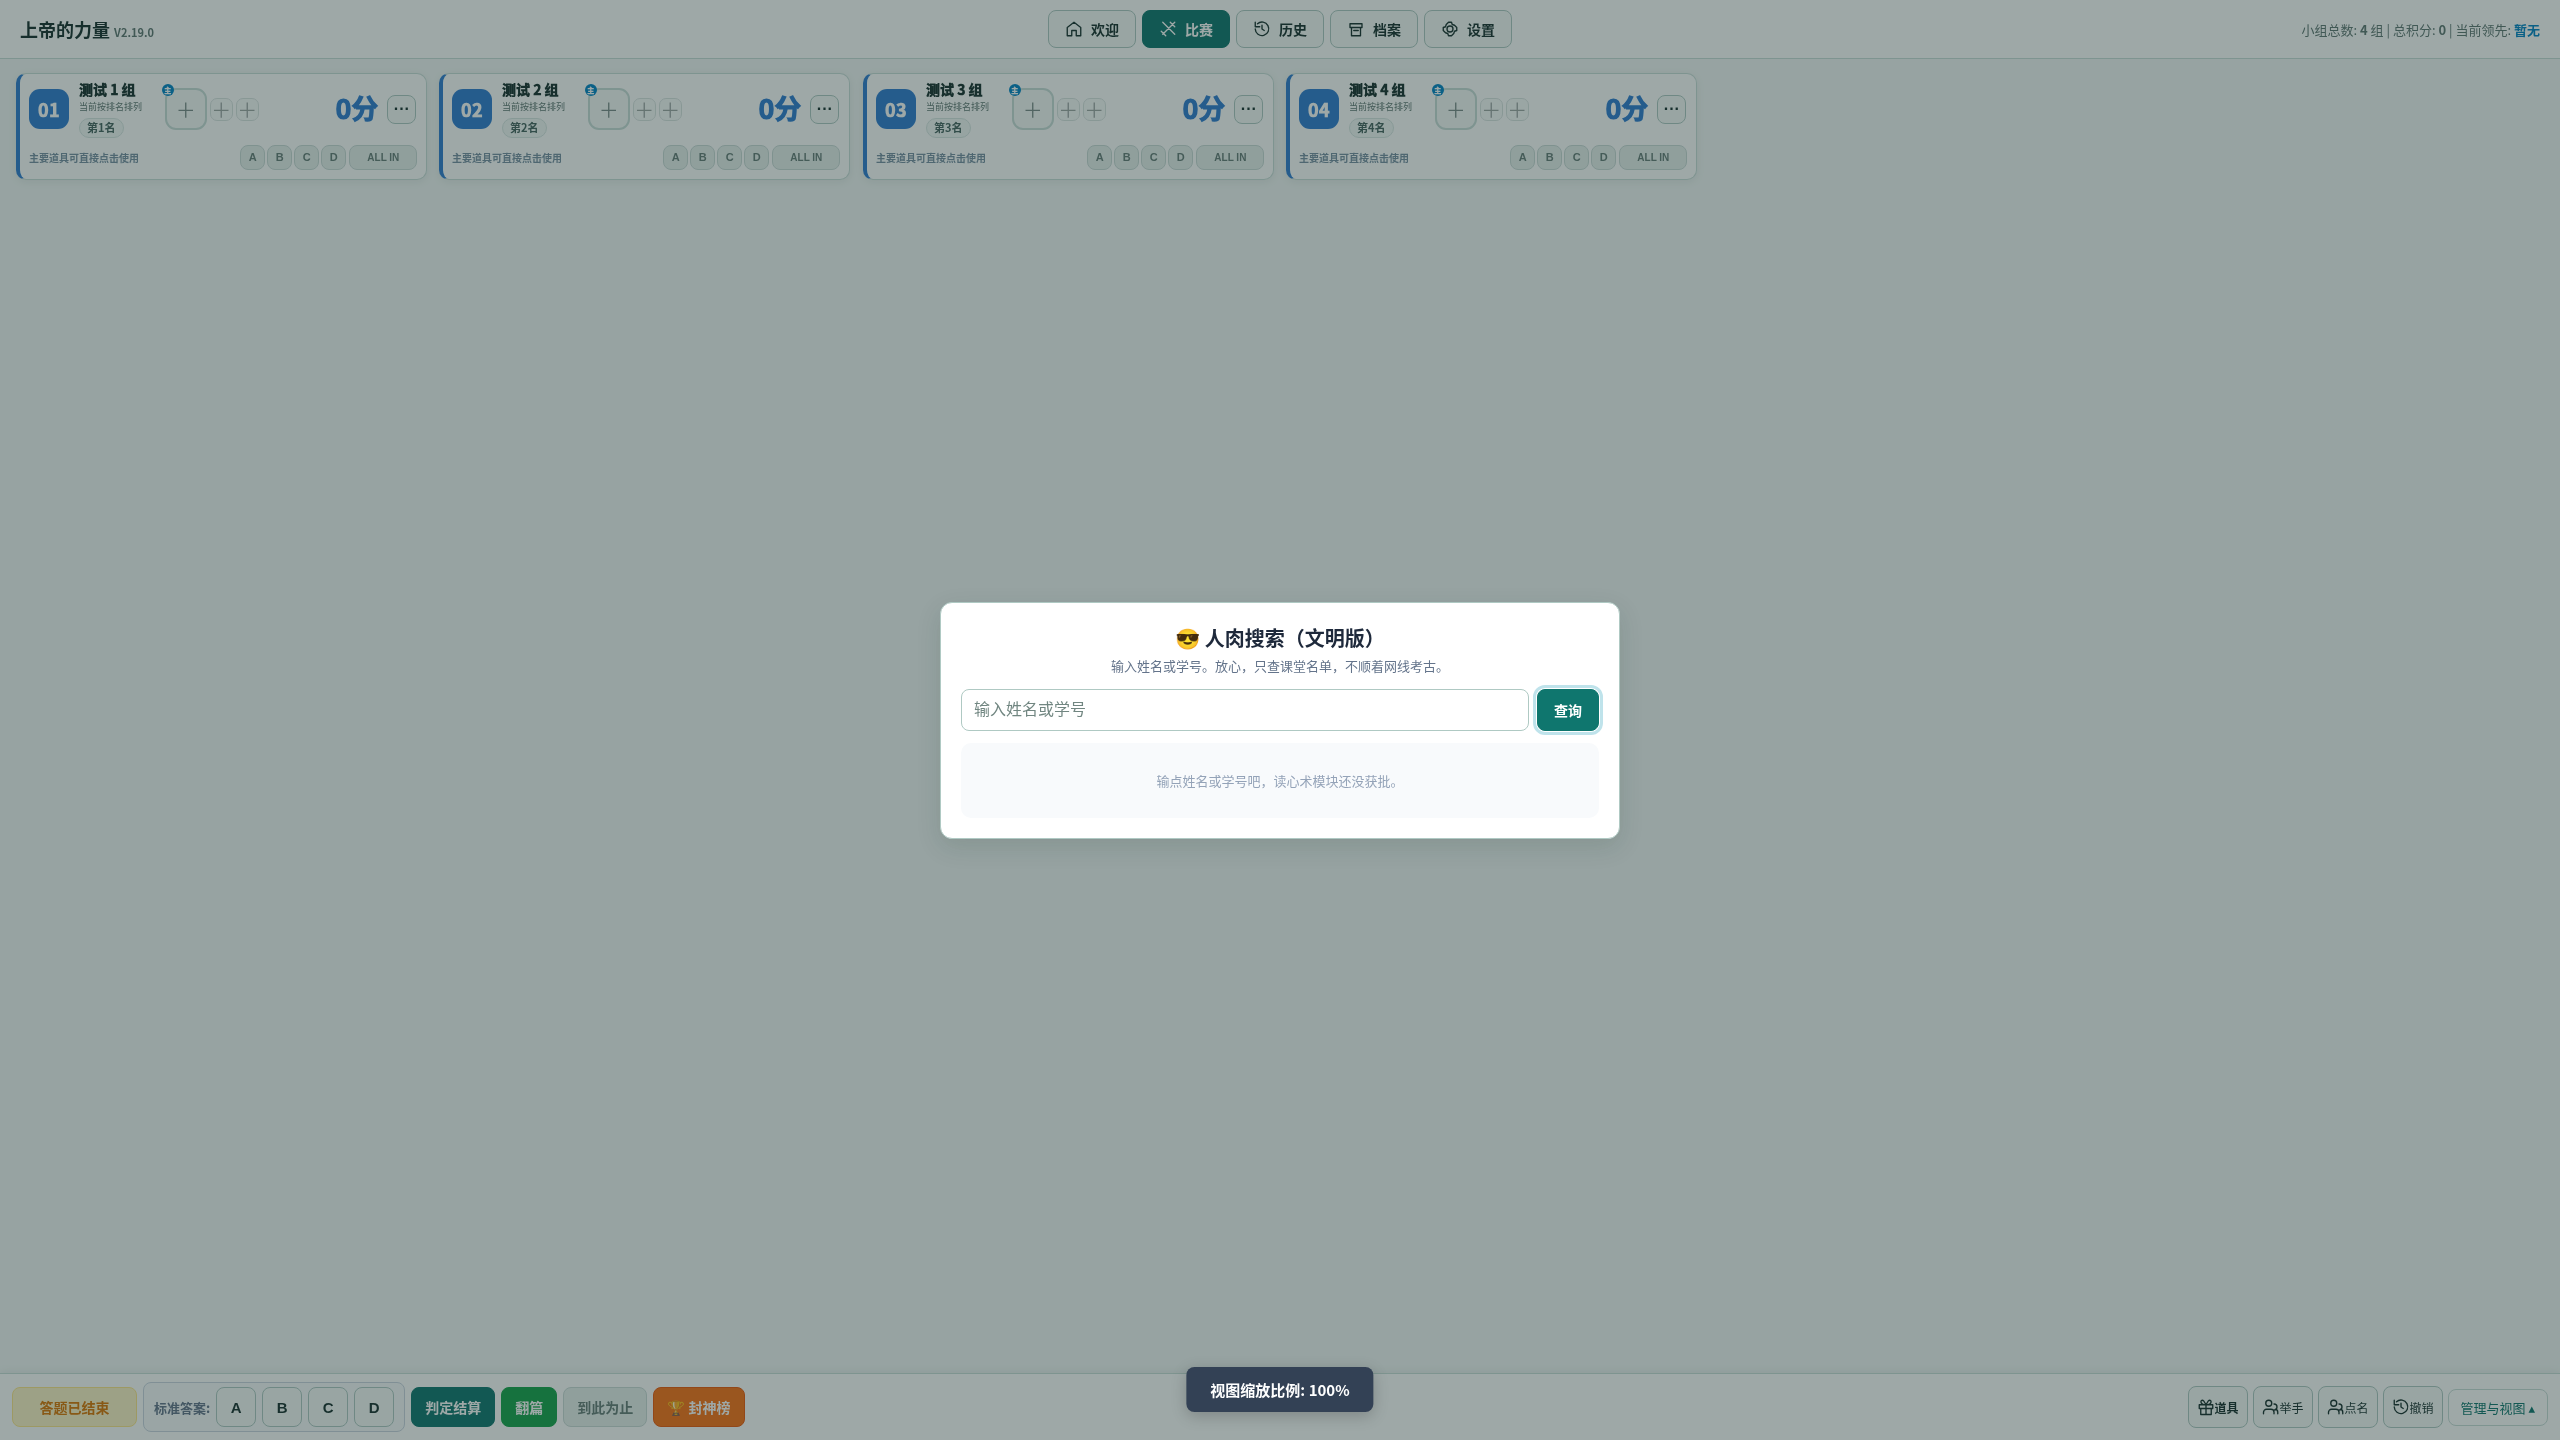 上帝的力量 V2.19.0
欢迎
比赛
历史
档案
设置
小组总数: 4 组 | 总积分: 0 | 当前领先: 暂无
01
测试 1 组
当前按排名排列
第1名
主
0分
主要道具可直接点击使用
A B C D ALL IN
02
测试 2 组
当前按排名排列
第2名
主
0分
主要道具可直接点击使用
A B C D ALL IN
03
测试 3 组
当前按排名排列
第3名
主
0分
主要道具可直接点击使用
A B C D ALL IN
04
测试 4 组
当前按排名排列
第4名
主
0分
主要道具可直接点击使用
A B C D ALL IN
😎 人肉搜索（文明版）
输入姓名或学号。放心，只查课堂名单，不顺着网线考古。
输入姓名或学号
查询
输点姓名或学号吧，读心术模块还没获批。
视图缩放比例: 100%
答题已结束
标准答案: A B C D
判定结算
翻篇
到此为止
🏆 封神榜
道具
举手
点名
撤销
管理与视图 ▴